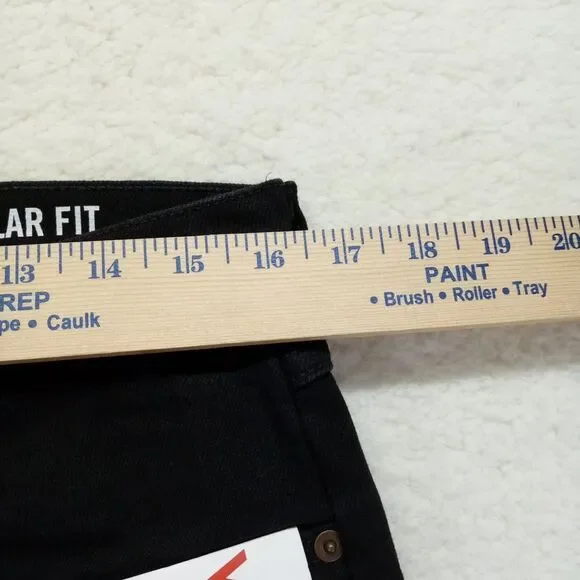 LAR FIT
13 14 15 16 17 18 19 20
REP
pe • Caulk
PAINT
• Brush • Roller • Tray